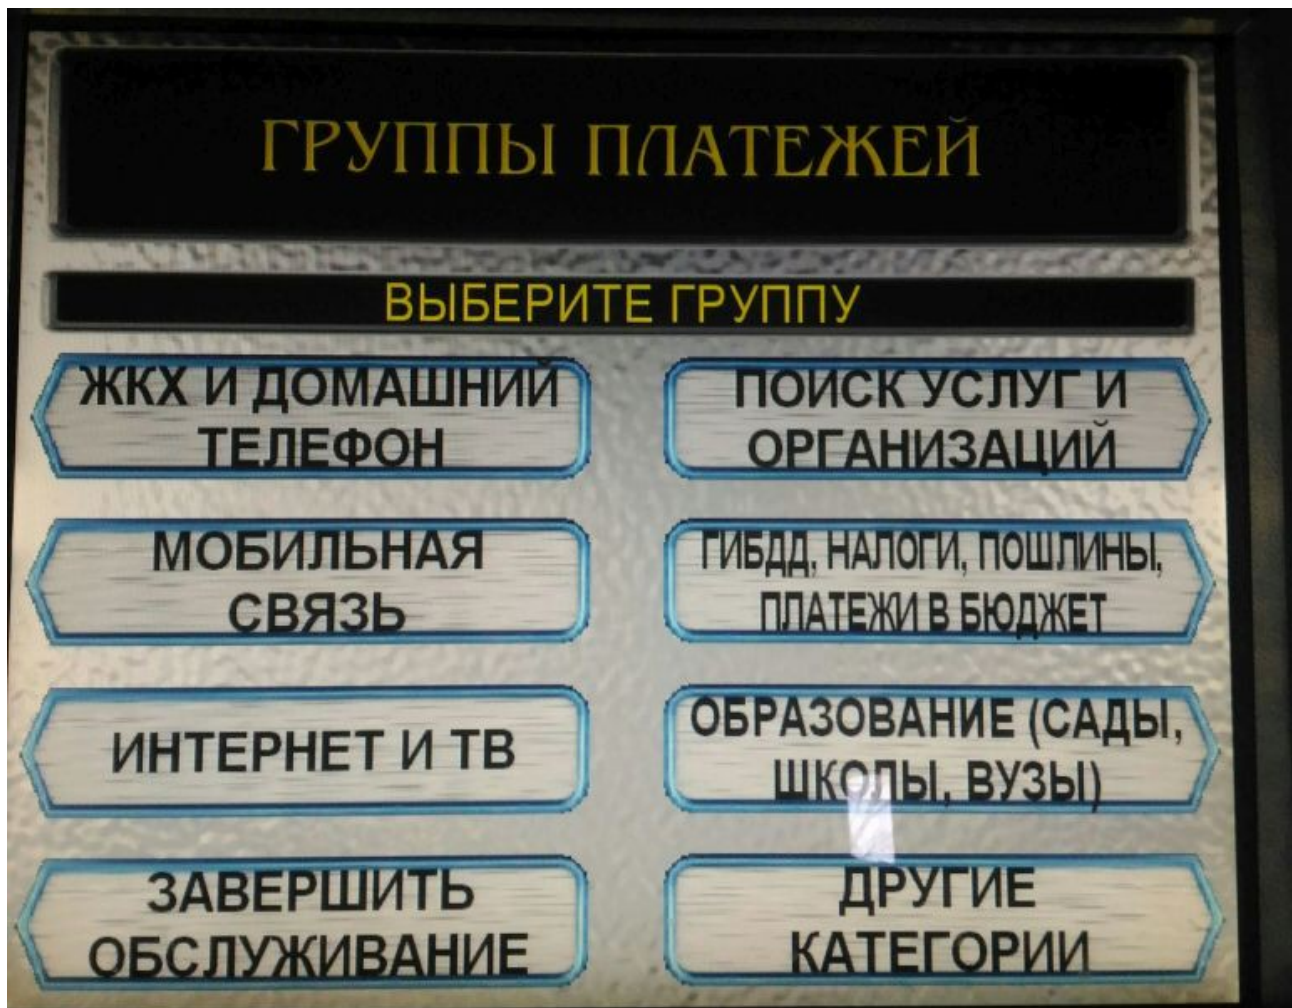 ГРУППЫ ПЛАТЕЖЕЙ
ВЫБЕРИТЕ ГРУППУ
ЖКХ И ДОМАШНИЙ
ТЕЛЕФОН
ПОИСК УСЛУГ И
ОРГАНИЗАЦИЙ
МОБИЛЬНАЯ
СВЯЗЬ
ГИБДД, НАЛОГИ, ПОШЛИНЫ,
ПЛАТЕЖИ В БЮДЖЕТ
ИНТЕРНЕТ И ТВ
ОБРАЗОВАНИЕ (САДЫ,
ШКОЛЫ, ВУЗЫ)
ЗАВЕРШИТЬ
ОБСЛУЖИВАНИЕ
ДРУГИЕ
КАТЕГОРИИ